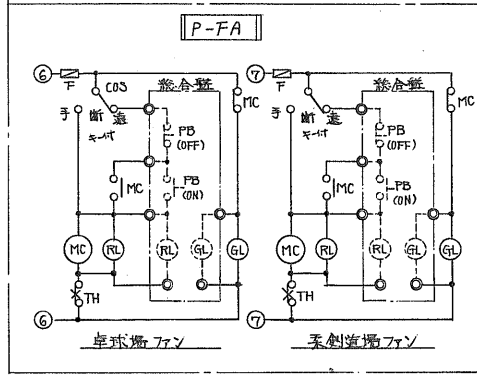 P-FA
⑥ F COS 総合盤 MC
手 断 遠
キー付
PB
(OFF)
MC
PB
(ON)
MC RL RL GL GL
TH
⑥
卓球場ファン
⑦ F 総合盤 MC
手 断 遠
キー付
PB
(OFF)
MC
PB
(ON)
MC RL RL GL GL
TH
⑦
柔剣道場ファン